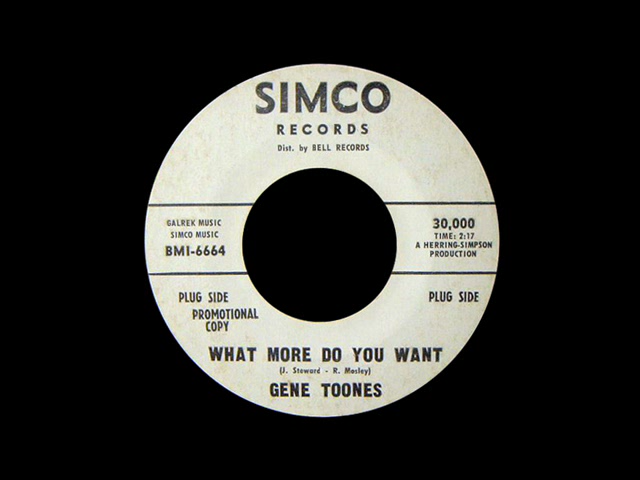 SIMCO
RECORDS
Dist. by BELL RECORDS
GALREK MUSIC
SIMCO MUSIC
BMI-6664
30,000
TIME: 2:17
A HERRING-SIMPSON
PRODUCTION
PLUG SIDE
PROMOTIONAL
COPY
PLUG SIDE
WHAT MORE DO YOU WANT
(J. Steward - R. Mosley)
GENE TOONES